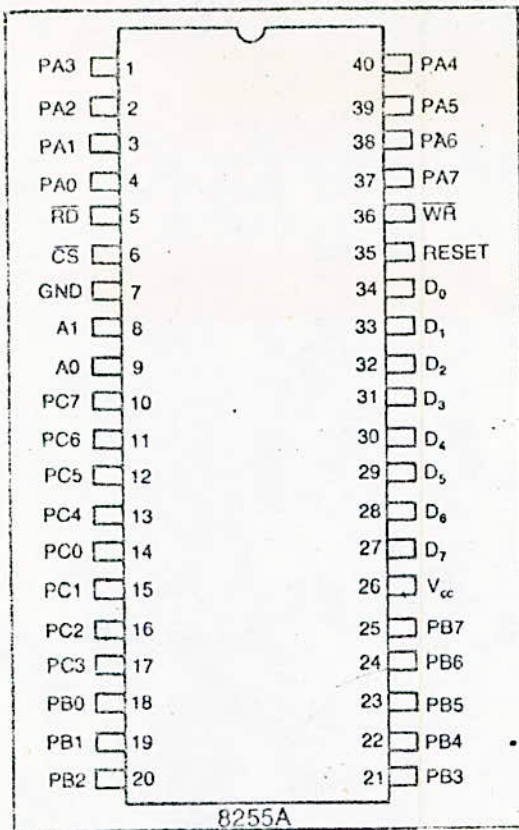 PA3 1 40 PA4
PA2 2 39 PA5
PA1 3 38 PA6
PA0 4 37 PA7
R̅D̅ 5 36 W̅R̅
C̅S̅ 6 35 RESET
GND 7 34 D₀
A1 8 33 D₁
A0 9 32 D₂
PC7 10 31 D₃
PC6 11 30 D₄
PC5 12 29 D₅
PC4 13 28 D₆
PC0 14 27 D₇
PC1 15 26 Vcc
PC2 16 25 PB7
PC3 17 24 PB6
PB0 18 23 PB5
PB1 19 22 PB4
PB2 20 21 PB3
8255A